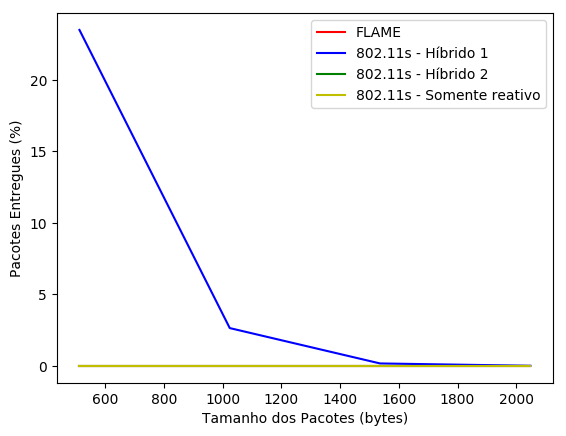 FLAME
802.11s - Híbrido 1
802.11s - Híbrido 2
802.11s - Somente reativo
Pacotes Entregues (%)
20
15
10
5
0
600 800 1000 1200 1400 1600 1800 2000
Tamanho dos Pacotes (bytes)